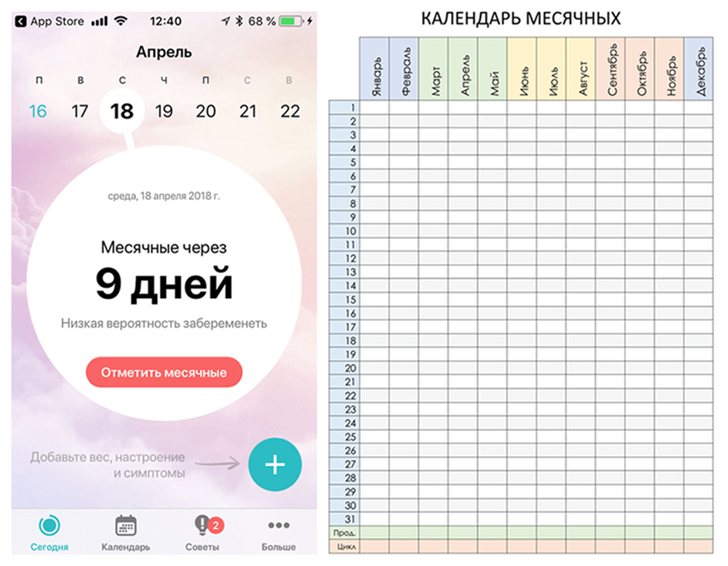 App Store 12:40 68 %
Апрель
П В С Ч П С В
16 17 18 19 20 21 22
среда, 18 апреля 2018 г.
Месячные через
9 дней
Низкая вероятность забеременеть
Отметить месячные
Добавьте вес, настроение
и симптомы
+
2
Сегодня Календарь Советы Больше
КАЛЕНДАРЬ МЕСЯЧНЫХ
Январь Февраль Март Апрель Май Июнь Июль Август Сентябрь Октябрь Ноябрь Декабрь
1
2
3
4
5
6
7
8
9
10
11
12
13
14
15
16
17
18
19
20
21
22
23
24
25
26
27
28
29
30
31
Прод.
Цикл